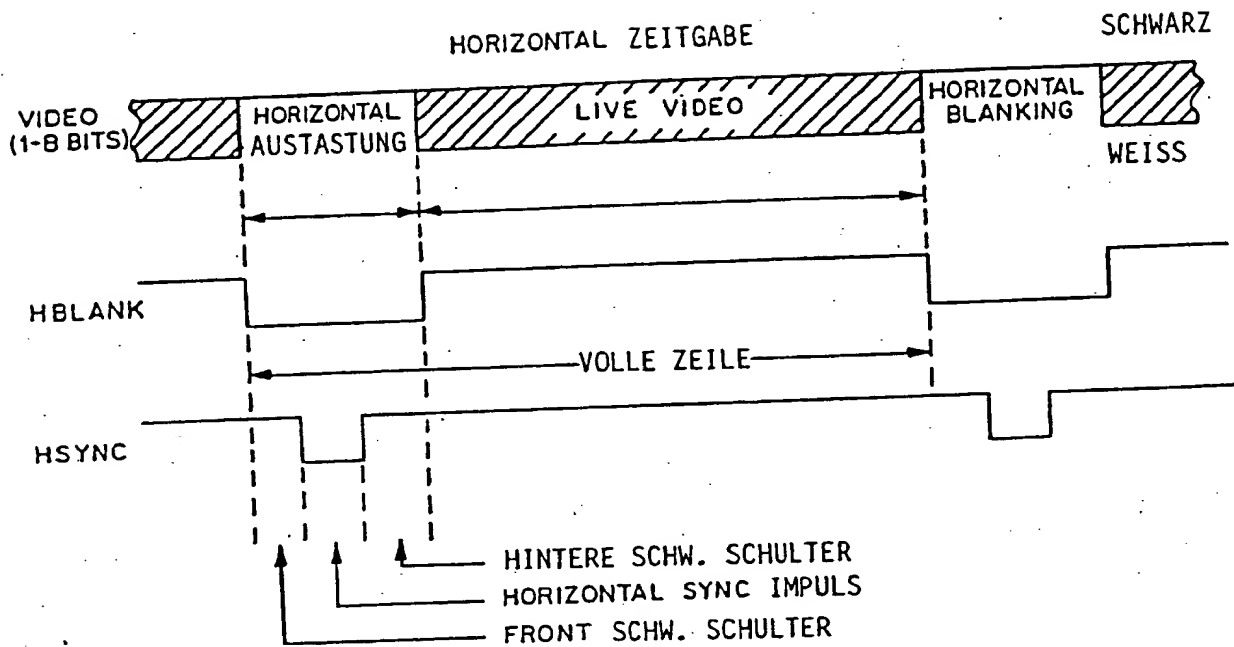 HORIZONTAL ZEITGABE
SCHWARZ
VIDEO
(1-8 BITS)
HORIZONTAL
AUSTASTUNG
LIVE VIDEO
HORIZONTAL
BLANKING
WEISS
HBLANK
VOLLE ZEILE
HSYNC
HINTERE SCHW. SCHULTER
HORIZONTAL SYNC IMPULS
FRONT SCHW. SCHULTER